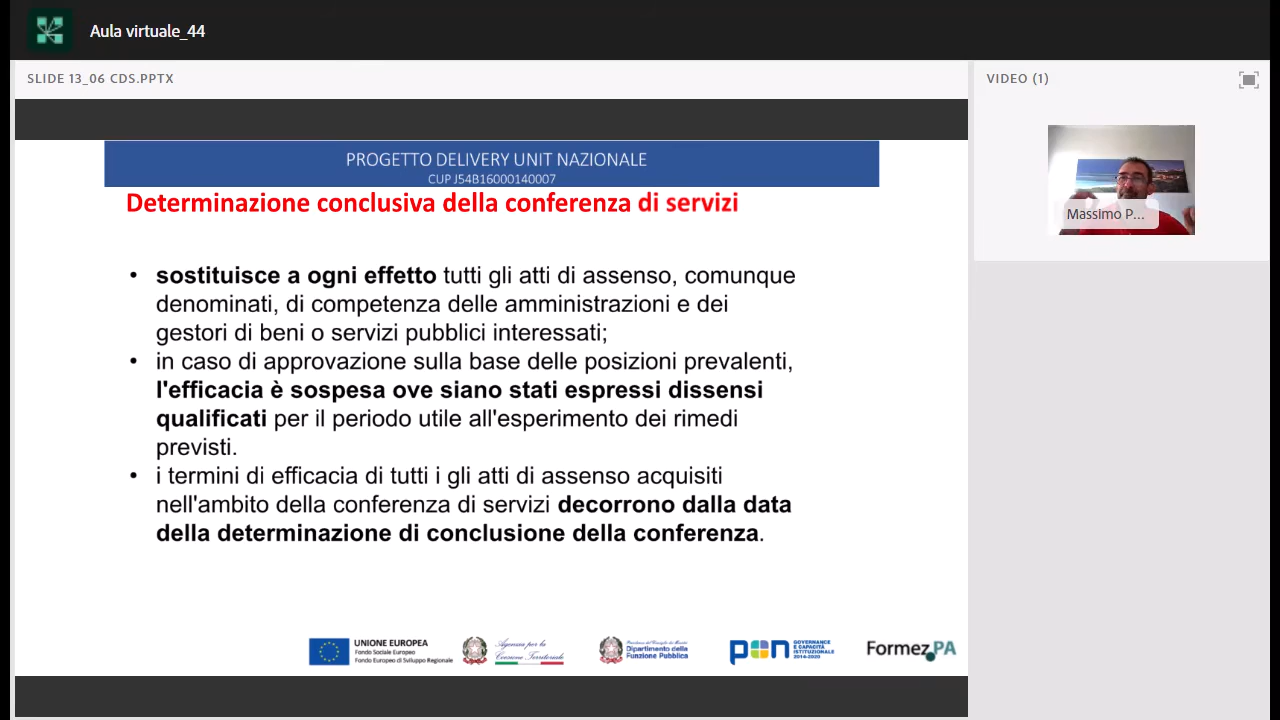 Aula virtuale_44
SLIDE 13_06 CDS.PPTX
VIDEO (1)
Massimo P...
PROGETTO DELIVERY UNIT NAZIONALE
CUP J54B16000140007
Determinazione conclusiva della conferenza di servizi
• sostituisce a ogni effetto tutti gli atti di assenso, comunque
denominati, di competenza delle amministrazioni e dei
gestori di beni o servizi pubblici interessati;
• in caso di approvazione sulla base delle posizioni prevalenti,
l'efficacia è sospesa ove siano stati espressi dissensi
qualificati per il periodo utile all'esperimento dei rimedi
previsti.
• i termini di efficacia di tutti i gli atti di assenso acquisiti
nell'ambito della conferenza di servizi decorrono dalla data
della determinazione di conclusione della conferenza.
UNIONE EUROPEA
Fondo Sociale Europeo
Fondo Europeo di Sviluppo Regionale
Agenzia per la
Coesione Territoriale
Dipartimento della
Funzione Pubblica
pon
GOVERNANCE
E CAPACITÀ
ISTITUZIONALE
2014-2020
FormezPA